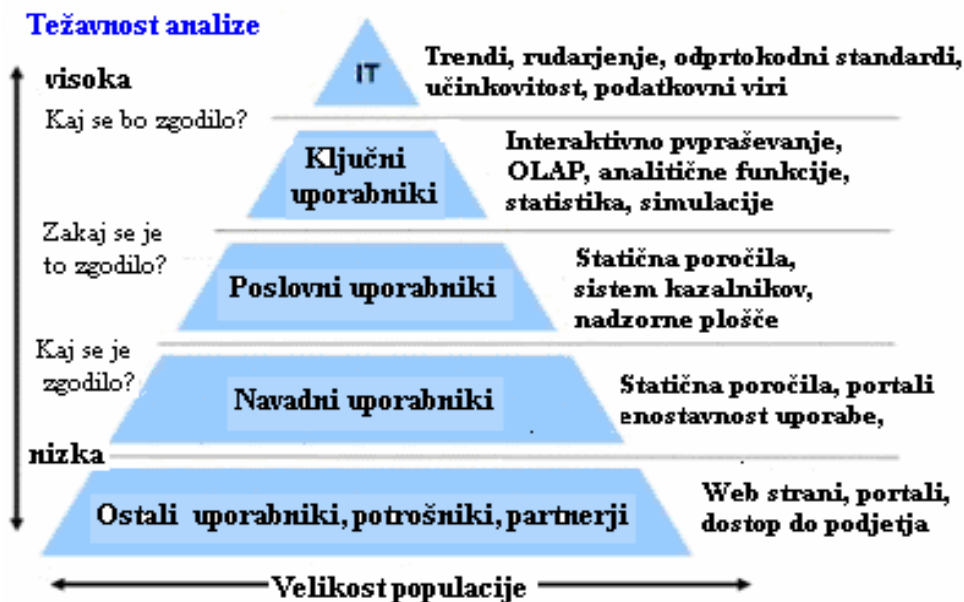 Težavnost analize
visoka
IT
Trendi, rudarjenje, odprtokodni standardi,
učinkovitost, podatkovni viri
Kaj se bo zgodilo?
Ključni
uporabniki
Interaktivno pvpraševanje,
OLAP, analitične funkcije,
statistika, simulacije
Zakaj se je
to zgodilo?
Poslovni uporabniki
Statična poročila,
sistem kazalnikov,
nadzorne plošče
Kaj se je
zgodilo?
Navadni uporabniki
Statična poročila, portali
enostavnost uporabe,
nizka
Ostali uporabniki, potrošniki, partnerji
Web strani, portali,
dostop do podjetja
Velikost populacije